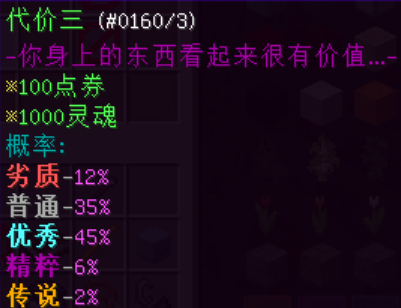 代价三 (#0160/3)
-你身上的东西看起来很有价值...-
※100点券
※1000灵魂
概率:
劣质-12%
普通-35%
优秀-45%
精粹-6%
传说-2%